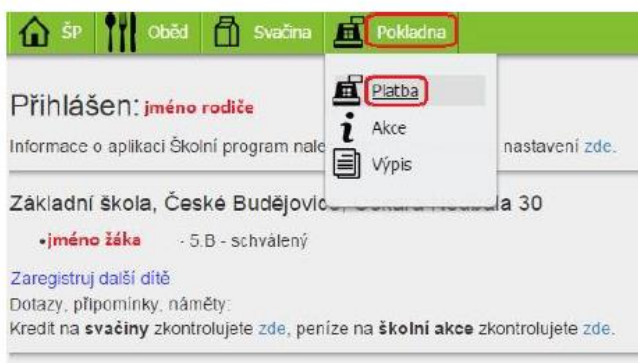 ŠP Oběd Svačina Pokladna
Platba
Přihlášen: jméno rodiče
Akce
Informace o aplikaci Školní program nale nastavení zde.
Výpis
Základní škola, České Budějovic 30
•jméno žáka - 5.B - schválený
Zaregistruj další dítě
Dotazy, připomínky, náměty:
Kredit na svačiny zkontrolujete zde, peníze na školní akce zkontrolujete zde.